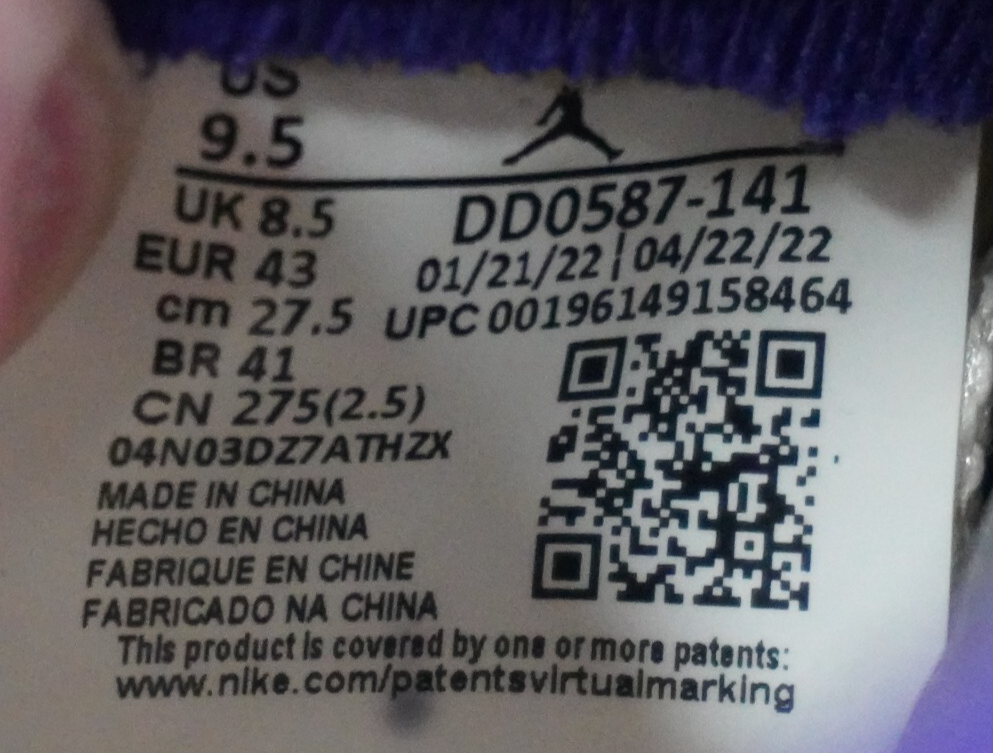 US
9.5
UK 8.5
EUR 43
cm 27.5
BR 41
CN 275(2.5)
04N03DZ7ATHZX
MADE IN CHINA
HECHO EN CHINA
FABRIQUE EN CHINE
FABRICADO NA CHINA
DD0587-141
01/21/22 | 04/22/22
UPC 00196149158464
This product is covered by one or more patents:
www.nike.com/patentsvirtualmarking